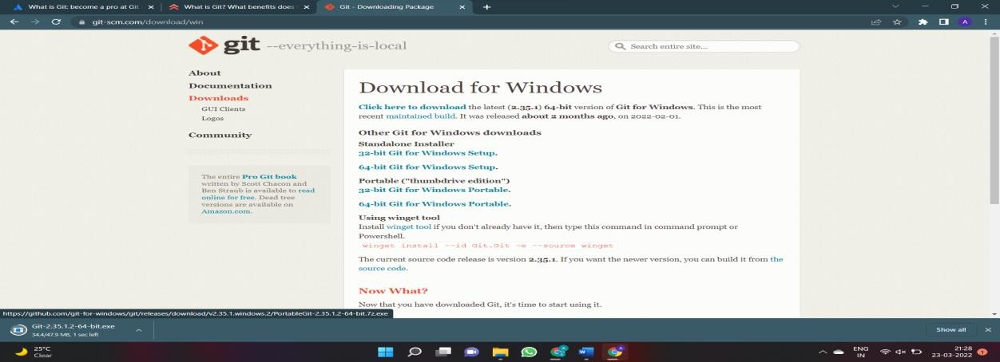 What is Git: become a pro at Git
What is Git? What benefits does
Git - Downloading Package
git-scm.com/download/win
A
git --everything-is-local
Search entire site...
About
Documentation
Downloads
GUI Clients
Logos
Community
The entire Pro Git book
written by Scott Chacon and
Ben Straub is available to read
online for free. Dead tree
versions are available on
Amazon.com.
Download for Windows
Click here to download the latest (2.35.1) 64-bit version of Git for Windows. This is the most
recent maintained build. It was released about 2 months ago, on 2022-02-01.
Other Git for Windows downloads
Standalone Installer
32-bit Git for Windows Setup.
64-bit Git for Windows Setup.
Portable ("thumbdrive edition")
32-bit Git for Windows Portable.
64-bit Git for Windows Portable.
Using winget tool
Install winget tool if you don't already have it, then type this command in command prompt or
Powershell.
winget install --id Git.Git -e --source winget
The current source code release is version 2.35.1. If you want the newer version, you can build it from the
source code.
Now What?
Now that you have downloaded Git, it's time to start using it.
https://github.com/git-for-windows/git/releases/download/v2.35.1.windows.2/PortableGit-2.35.1.2-64-bit.7z.exe
Git-2.35.1.2-64-bit.exe
34.4/47.9 MB, 1 sec left
Show all
25°C
Clear
ENG
IN
21:28
23-03-2022
1